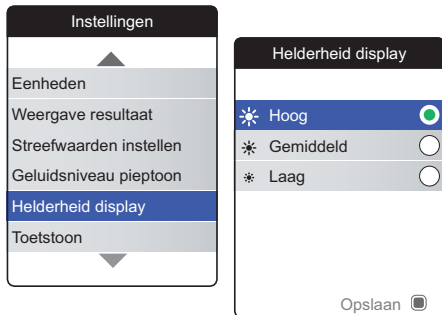 Instellingen
Eenheden
Weergave resultaat
Streefwaarden instellen
Geluidsniveau pieptoon
Helderheid display
Toetstoon
Helderheid display
Hoog
Gemiddeld
Laag
Opslaan